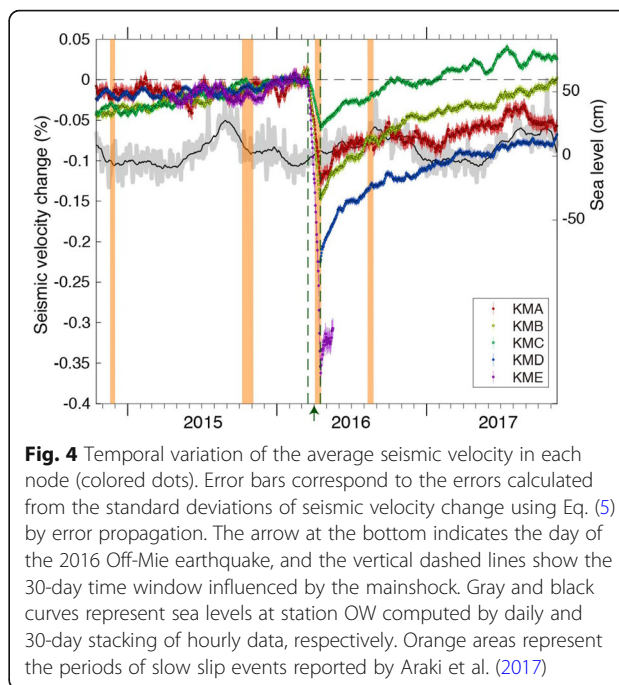 0.05
0
-0.05
-0.1
-0.15
-0.2
-0.25
-0.3
-0.35
-0.4
Seismic velocity change (%)
50
0
-50
Sea level (cm)
KMA
KMB
KMC
KMD
KME
2015
2016
2017
Fig. 4 Temporal variation of the average seismic velocity in each
node (colored dots). Error bars correspond to the errors calculated
from the standard deviations of seismic velocity change using Eq. (5)
by error propagation. The arrow at the bottom indicates the day of
the 2016 Off-Mie earthquake, and the vertical dashed lines show the
30-day time window influenced by the mainshock. Gray and black
curves represent sea levels at station OW computed by daily and
30-day stacking of hourly data, respectively. Orange areas represent
the periods of slow slip events reported by Araki et al. (2017)